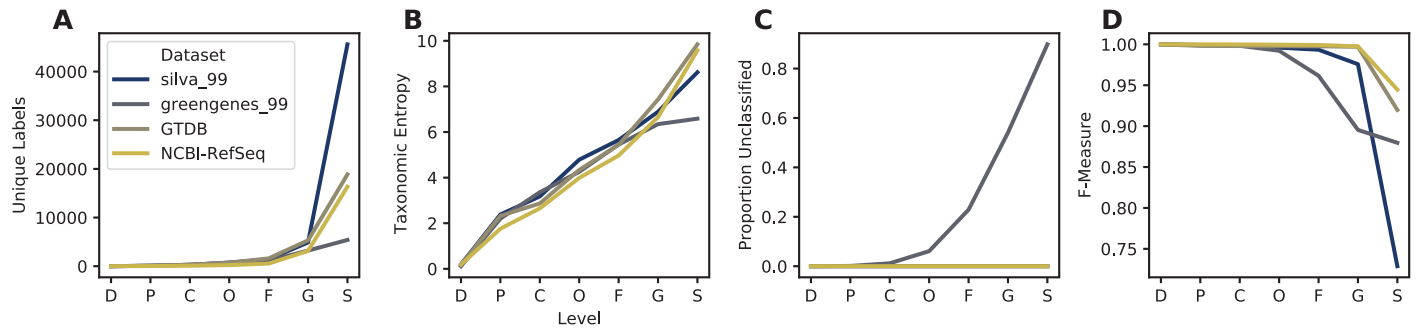 A
Unique Labels
40000
30000
20000
10000
0
Dataset
silva_99
greengenes_99
GTDB
NCBI-RefSeq
D P C O F G S
B
Taxonomic Entropy
10
8
6
4
2
0
D P C O F G S
Level
C
Proportion Unclassified
0.8
0.6
0.4
0.2
0.0
D P C O F G S
D
F-Measure
1.00
0.95
0.90
0.85
0.80
0.75
D P C O F G S